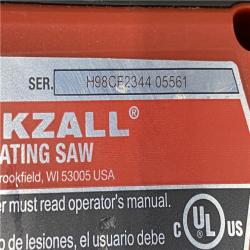 SER. H98CF2344 05561
KZALL®
ATING SAW
rookfield, WI 53005 USA
er must read operator's manual.
o de lesiones, el usuario debe
C UL US